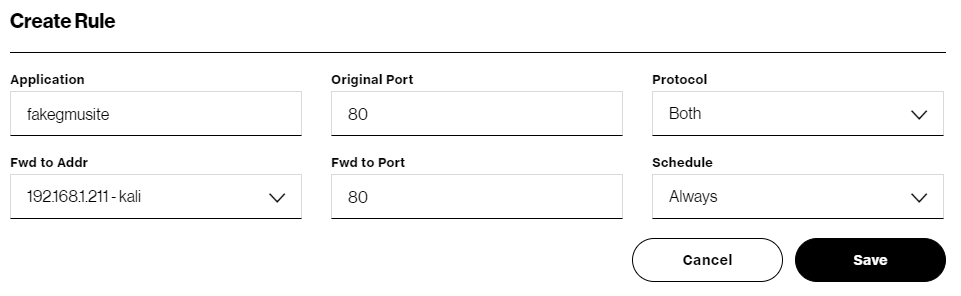 Create Rule
Application Original Port Protocol
fakegmusite 80 Both
Fwd to Addr Fwd to Port Schedule
192.168.1.211 - kali 80 Always
Cancel Save